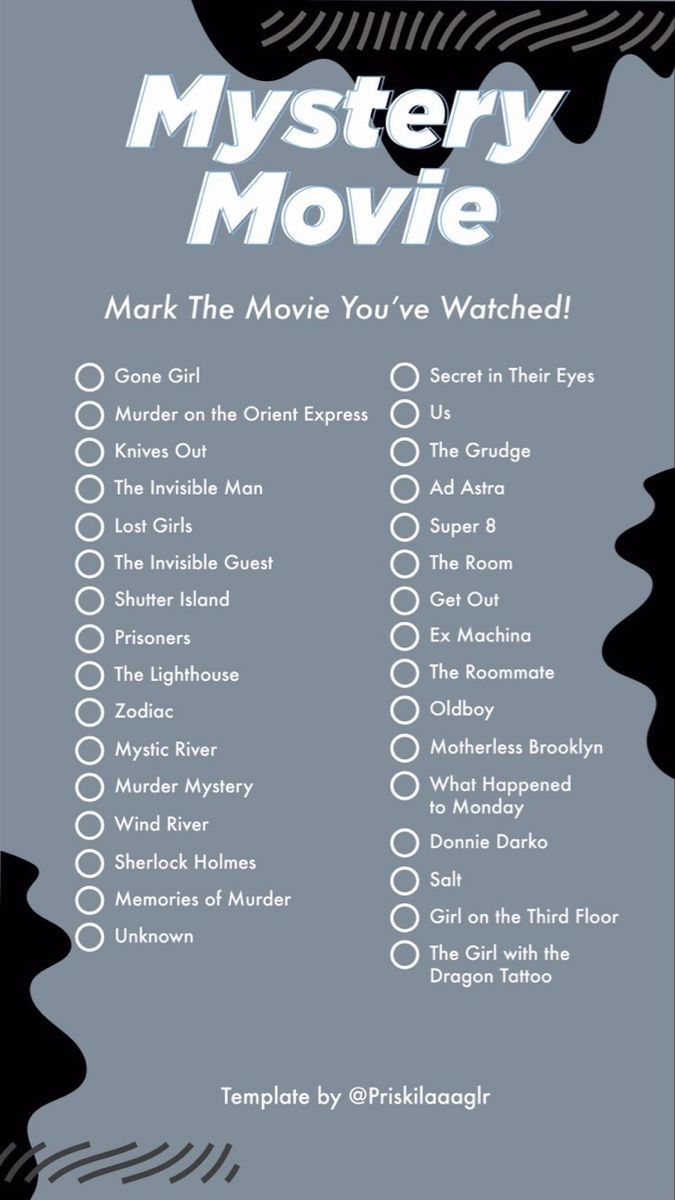 Mystery
Movie
Mark The Movie You've Watched!
Gone Girl
Murder on the Orient Express
Knives Out
The Invisible Man
Lost Girls
The Invisible Guest
Shutter Island
Prisoners
The Lighthouse
Zodiac
Mystic River
Murder Mystery
Wind River
Sherlock Holmes
Memories of Murder
Unknown
Secret in Their Eyes
Us
The Grudge
Ad Astra
Super 8
The Room
Get Out
Ex Machina
The Roommate
Oldboy
Motherless Brooklyn
What Happened
to Monday
Donnie Darko
Salt
Girl on the Third Floor
The Girl with the
Dragon Tattoo
Template by @Priskilaaaglr